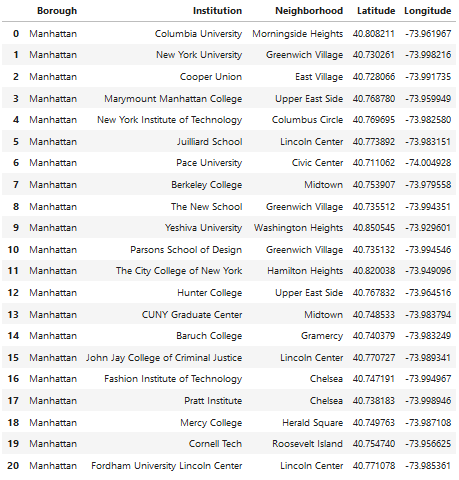 Borough Institution Neighborhood Latitude Longitude
0 Manhattan Columbia University Morningside Heights 40.808211 -73.961967
1 Manhattan New York University Greenwich Village 40.730261 -73.998216
2 Manhattan Cooper Union East Village 40.728066 -73.991735
3 Manhattan Marymount Manhattan College Upper East Side 40.768780 -73.959949
4 Manhattan New York Institute of Technology Columbus Circle 40.769695 -73.982580
5 Manhattan Juilliard School Lincoln Center 40.773892 -73.983151
6 Manhattan Pace University Civic Center 40.711062 -74.004928
7 Manhattan Berkeley College Midtown 40.753907 -73.979558
8 Manhattan The New School Greenwich Village 40.735512 -73.994351
9 Manhattan Yeshiva University Washington Heights 40.850545 -73.929601
10 Manhattan Parsons School of Design Greenwich Village 40.735132 -73.994546
11 Manhattan The City College of New York Hamilton Heights 40.820038 -73.949096
12 Manhattan Hunter College Upper East Side 40.767832 -73.964516
13 Manhattan CUNY Graduate Center Midtown 40.748533 -73.983794
14 Manhattan Baruch College Gramercy 40.740379 -73.983249
15 Manhattan John Jay College of Criminal Justice Lincoln Center 40.770727 -73.989341
16 Manhattan Fashion Institute of Technology Chelsea 40.747191 -73.994967
17 Manhattan Pratt Institute Chelsea 40.738183 -73.998946
18 Manhattan Mercy College Herald Square 40.749763 -73.987108
19 Manhattan Cornell Tech Roosevelt Island 40.754740 -73.956625
20 Manhattan Fordham University Lincoln Center Lincoln Center 40.771078 -73.985361